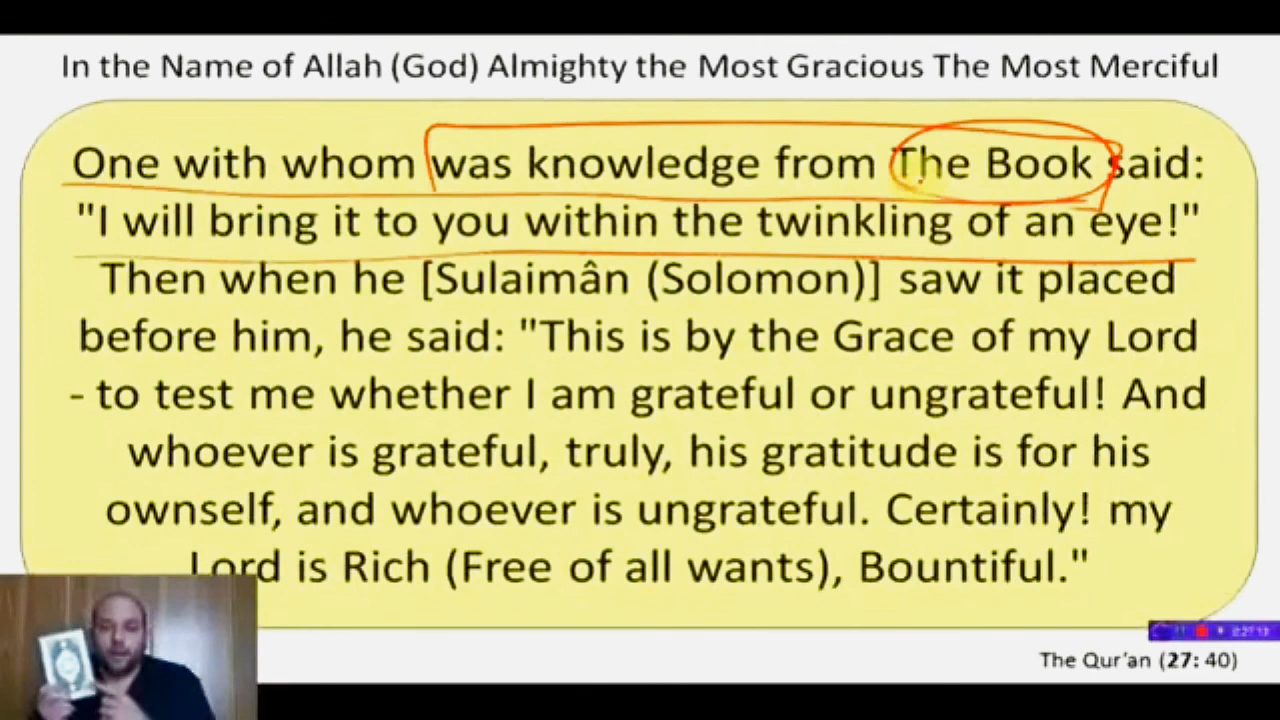 In the Name of Allah (God) Almighty the Most Gracious The Most Merciful
One with whom was knowledge from The Book said:
"I will bring it to you within the twinkling of an eye!"
Then when he [Sulaimân (Solomon)] saw it placed
before him, he said: "This is by the Grace of my Lord
- to test me whether I am grateful or ungrateful! And
whoever is grateful, truly, his gratitude is for his
ownself, and whoever is ungrateful. Certainly! my
Lord is Rich (Free of all wants), Bountiful."
The Qur'an (27: 40)